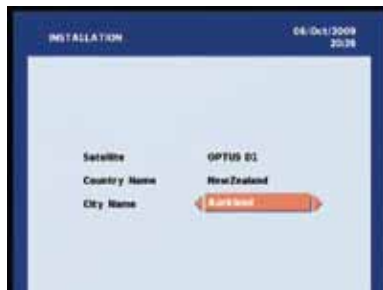 INSTALLATION 06/Oct/2009
20:26
Satellite OPTUS D1
Country Name NewZealand
City Name Auckland